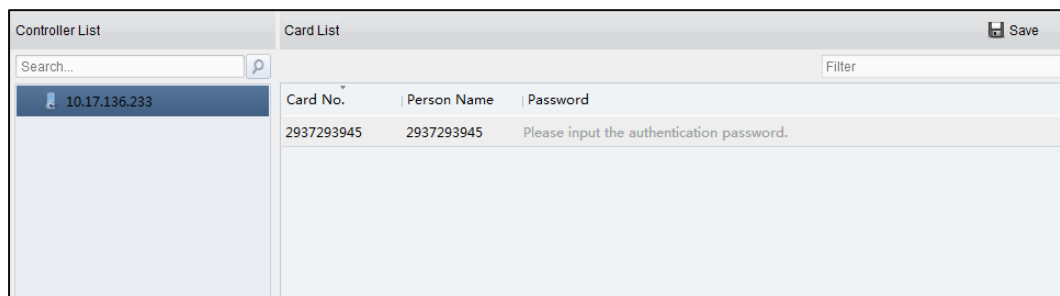 Controller List
Card List
Save
Search...
Filter
10.17.136.233
Card No.
Person Name
Password
2937293945
2937293945
Please input the authentication password.